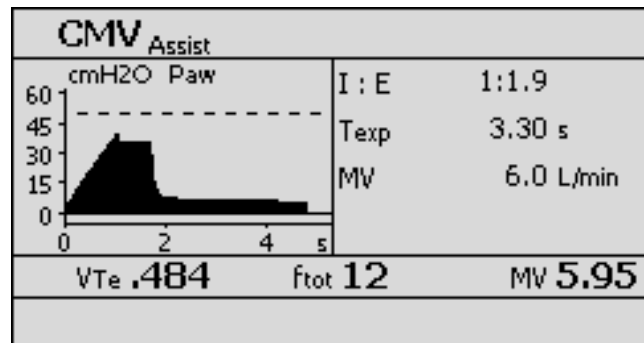 CMV Assist
cmH2O Paw
60
45
30
15
0
0 2 4 s
I : E 1:1.9
Texp 3.30 s
MV 6.0 L/min
VTe .484 ftot 12 MV 5.95